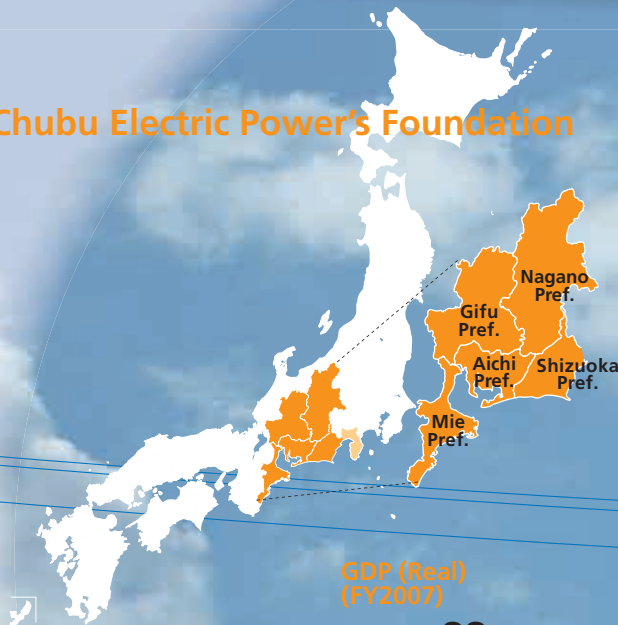 Chubu Electric Power's Foundation
Nagano
Pref.
Gifu
Pref.
Aichi
Pref.
Shizuoka
Pref.
Mie
Pref.
GDP (Real)
(FY2007)